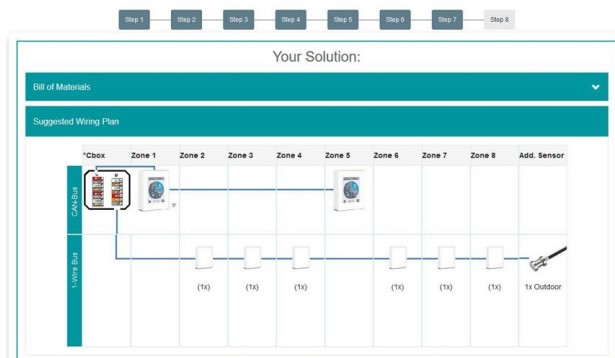 Step 1 Step 2 Step 3 Step 4 Step 5 Step 6 Step 7 Step 8
Your Solution:
Bill of Materials
Suggested Wiring Plan
°Cbox Zone 1 Zone 2 Zone 3 Zone 4 Zone 5 Zone 6 Zone 7 Zone 8 Add. Sensor
CAN-Bus
1-Wire Bus
(1x) (1x) (1x) (1x) (1x) (1x) 1x Outdoor